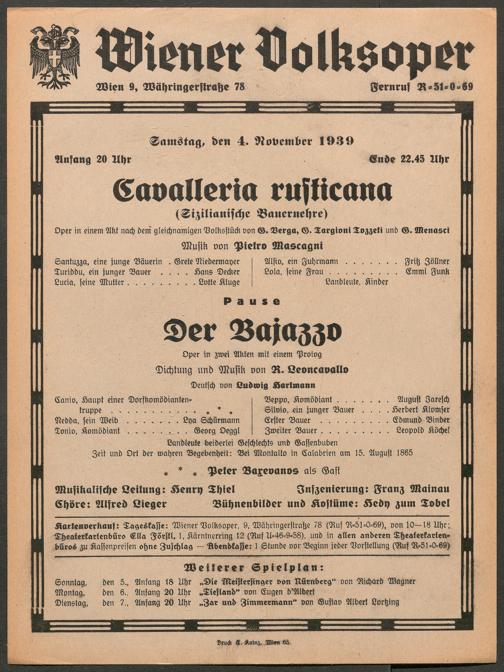 Wiener Volksoper
Wien 9, Währingerstraße 78 Fernruf R-51-0-69
Samstag, den 4. November 1939
Anfang 20 Uhr Ende 22.45 Uhr
Cavalleria rusticana
(Sizilianische Bauernehre)
Oper in einem Akt nach dem gleichnamigen Volksstück von G. Verga, G. Targioni Tozzeti und G. Menasci
Musik von Pietro Mascagni
Santuzza, eine junge Bäuerin . Grete Niedermayer
Turiddu, ein junger Bauer . . . . Hans Decker
Lucia, seine Mutter . . . . . . . . Lotte Kluge
Alfio, ein Fuhrmann . . . . . . . Fritz Zöllner
Lola, seine Frau . . . . . . . . . Emmi Funk
Landleute, Kinder
Pause
Der Bajazzo
Oper in zwei Akten mit einem Prolog
Dichtung und Musik von R. Leoncavallo
Deutsch von Ludwig Hartmann
Canio, Haupt einer Dorfkomödianten-
truppe . . . . . . . . . . * * *
Nedda, sein Weib . . . . Lya Schürmann
Tonio, Komödiant . . . . . Georg Oeggl
Beppo, Komödiant . . . . . . August Jaresch
Silvio, ein junger Bauer . . . . Herbert Klomser
Erster Bauer . . . . . . . . Edmund Binder
Zweiter Bauer . . . . . . . . Leopold Köchel
Landleute beiderlei Geschlechts und Gassenbuben
Zeit und Ort der wahren Begebenheit: Bei Montalto in Calabrien am 15. August 1865
* * * Peter Baxevanos als Gast
Musikalische Leitung: Henry Thiel Inszenierung: Franz Mainau
Chöre: Alfred Lieger Bühnenbilder und Kostüme: Hedy zum Tobel
Kartenverkauf: Tageskasse: Wiener Volksoper, 9, Währingerstraße 78 (Ruf R-51-0-69), von 10—18 Uhr;
Theaterkartenbüro Ella Förstl, 1, Kärntnerring 12 (Ruf U-46-9-58), und in allen anderen Theaterkarten-
büros zu Kassenpreisen ohne Zuschlag — Abendkasse: 1 Stunde vor Beginn jeder Vorstellung (Ruf R-51-0-69)
Weiterer Spielplan:
Sonntag, den 5., Anfang 18 Uhr „Die Meistersinger von Nürnberg" von Richard Wagner
Montag, den 6., Anfang 20 Uhr „Tiefland" von Eugen d'Albert
Dienstag, den 7., Anfang 20 Uhr „Zar und Zimmermann" von Gustav Albert Lortzing
Druck C. Kainz, Wien 65.